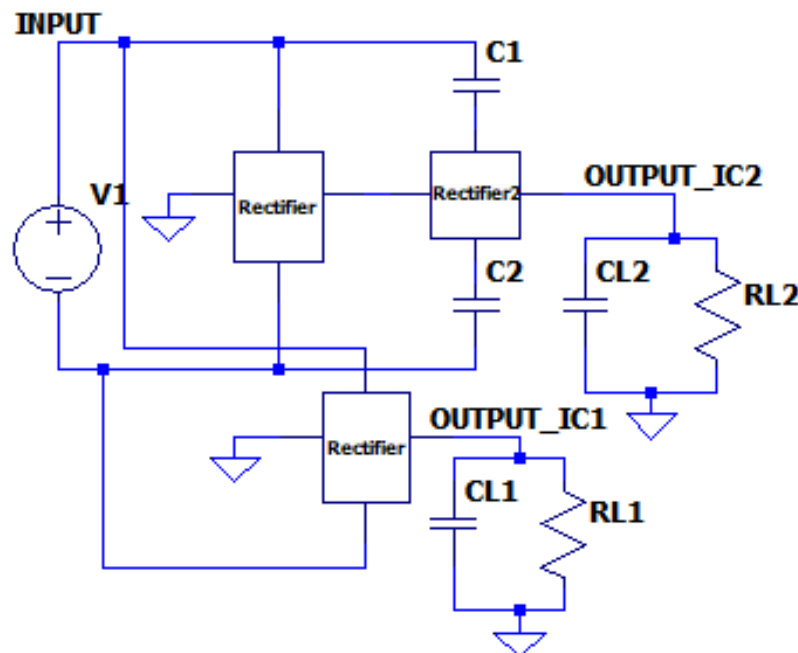 INPUT
C1
V1
Rectifier
Rectifier2
OUTPUT_IC2
C2
CL2
RL2
Rectifier
OUTPUT_IC1
CL1
RL1